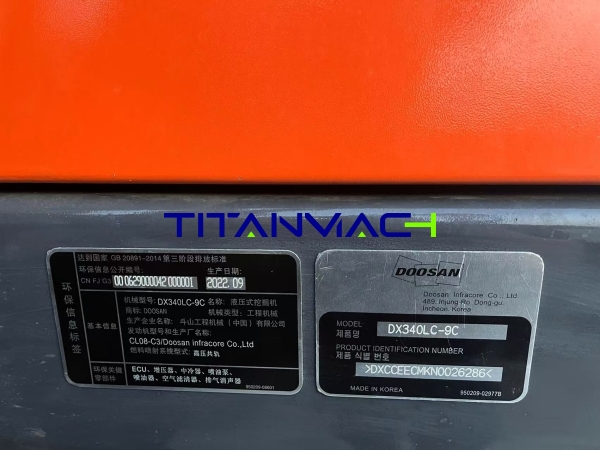 TITANMACH
达到国家 GB 20891-2014 第三阶段排放标准
环保信息公开编号: 生产日期:
CN FJ G3 00 0629000042 000001 2022.09
环保信息标签
基本信息
机械型号: DX340LC-9C 名称: 液压式挖掘机
商标: DOOSAN 机械类型: 工程机械
名称: 斗山工程机械（中国）有限公司
发动机型号和生产厂名称:
CL08-C3/Doosan infracore Co.,Ltd
燃料喷射系统型式: 高压共轨
环保关键零部件
ECU、增压器、中冷器、喷油泵、
喷油器、空气滤清器、排气消声器
950209-09901
DOOSAN
Doosan Infracore Co., Ltd.
489, Injung-Ro, Dong-gu,
Incheon, Korea
MODEL
제품명
DX340LC-9C
PRODUCT IDENTIFICATION NUMBER
제품 식별 번호
>DXCCEECMKN0026286<
MADE IN KOREA
950209-02977B